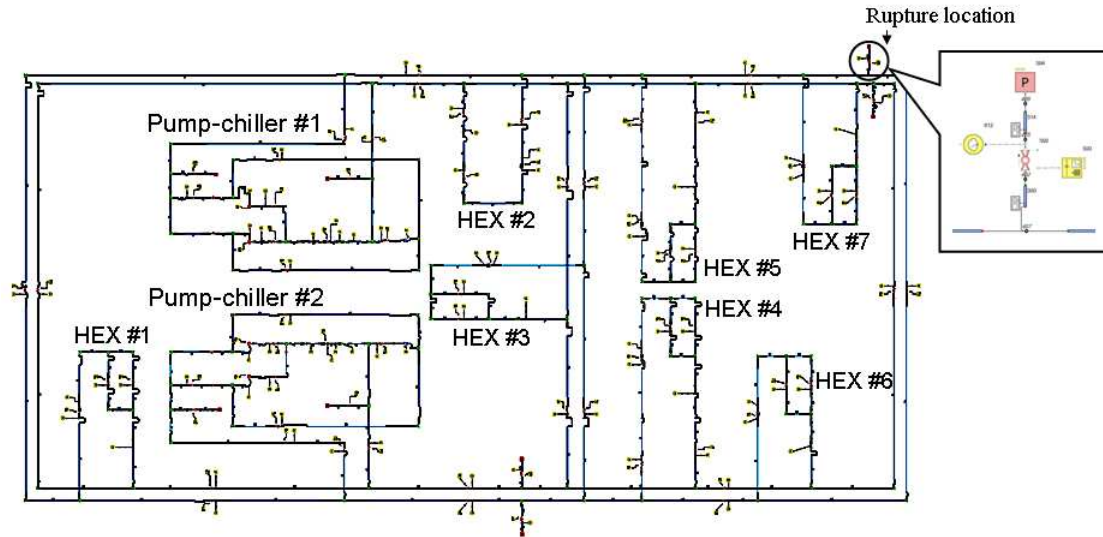 Rupture location
Pump-chiller #1
HEX #2
HEX #7
HEX #5
Pump-chiller #2
HEX #4
HEX #1
HEX #3
HEX #6
P